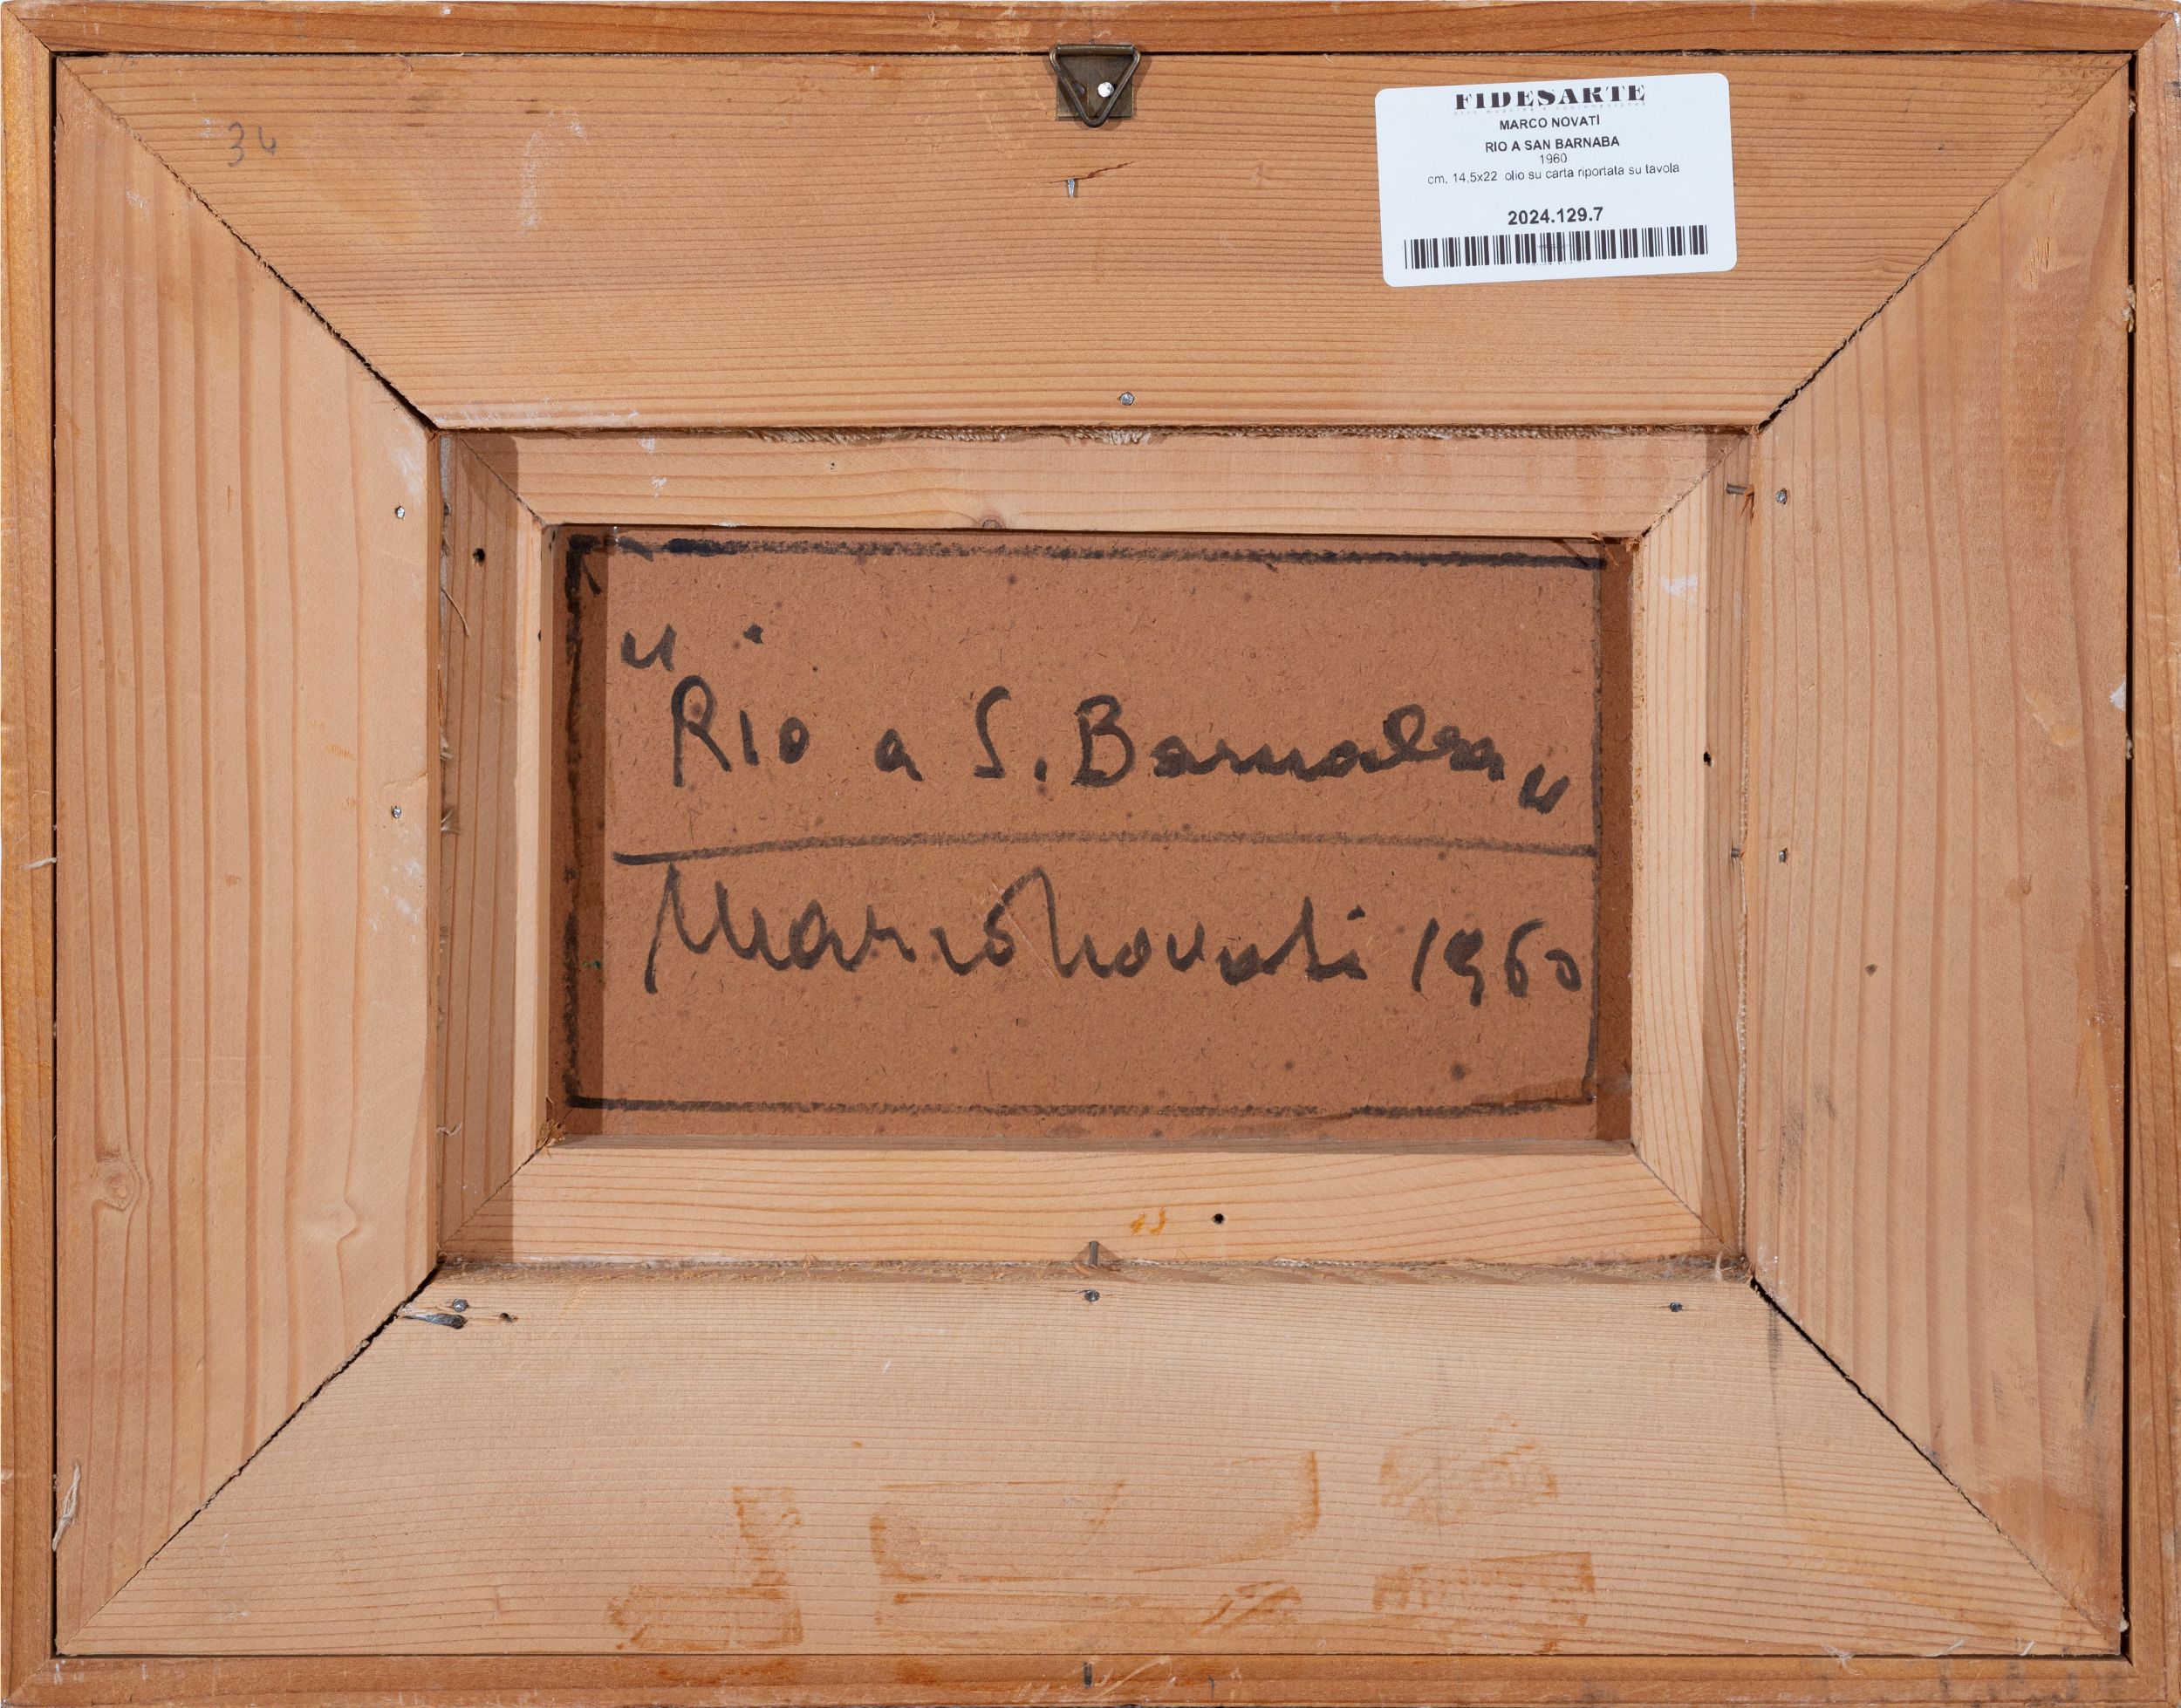 34
FIDESARTE
MARCO NOVATI
RIO A SAN BARNABA
1960
cm. 14,5x22 olio su carta riportata su tavola
2024.129.7
"Rio a S. Barnaba"
Marco Novati 1960